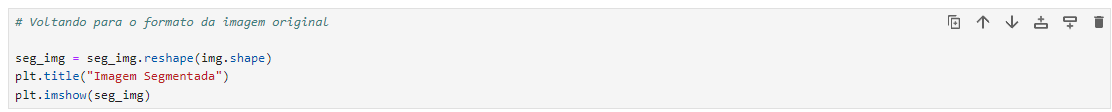 # Voltando para o formato da imagem original
seg_img = seg_img.reshape(img.shape)
plt.title("Imagem Segmentada")
plt.imshow(seg_img)